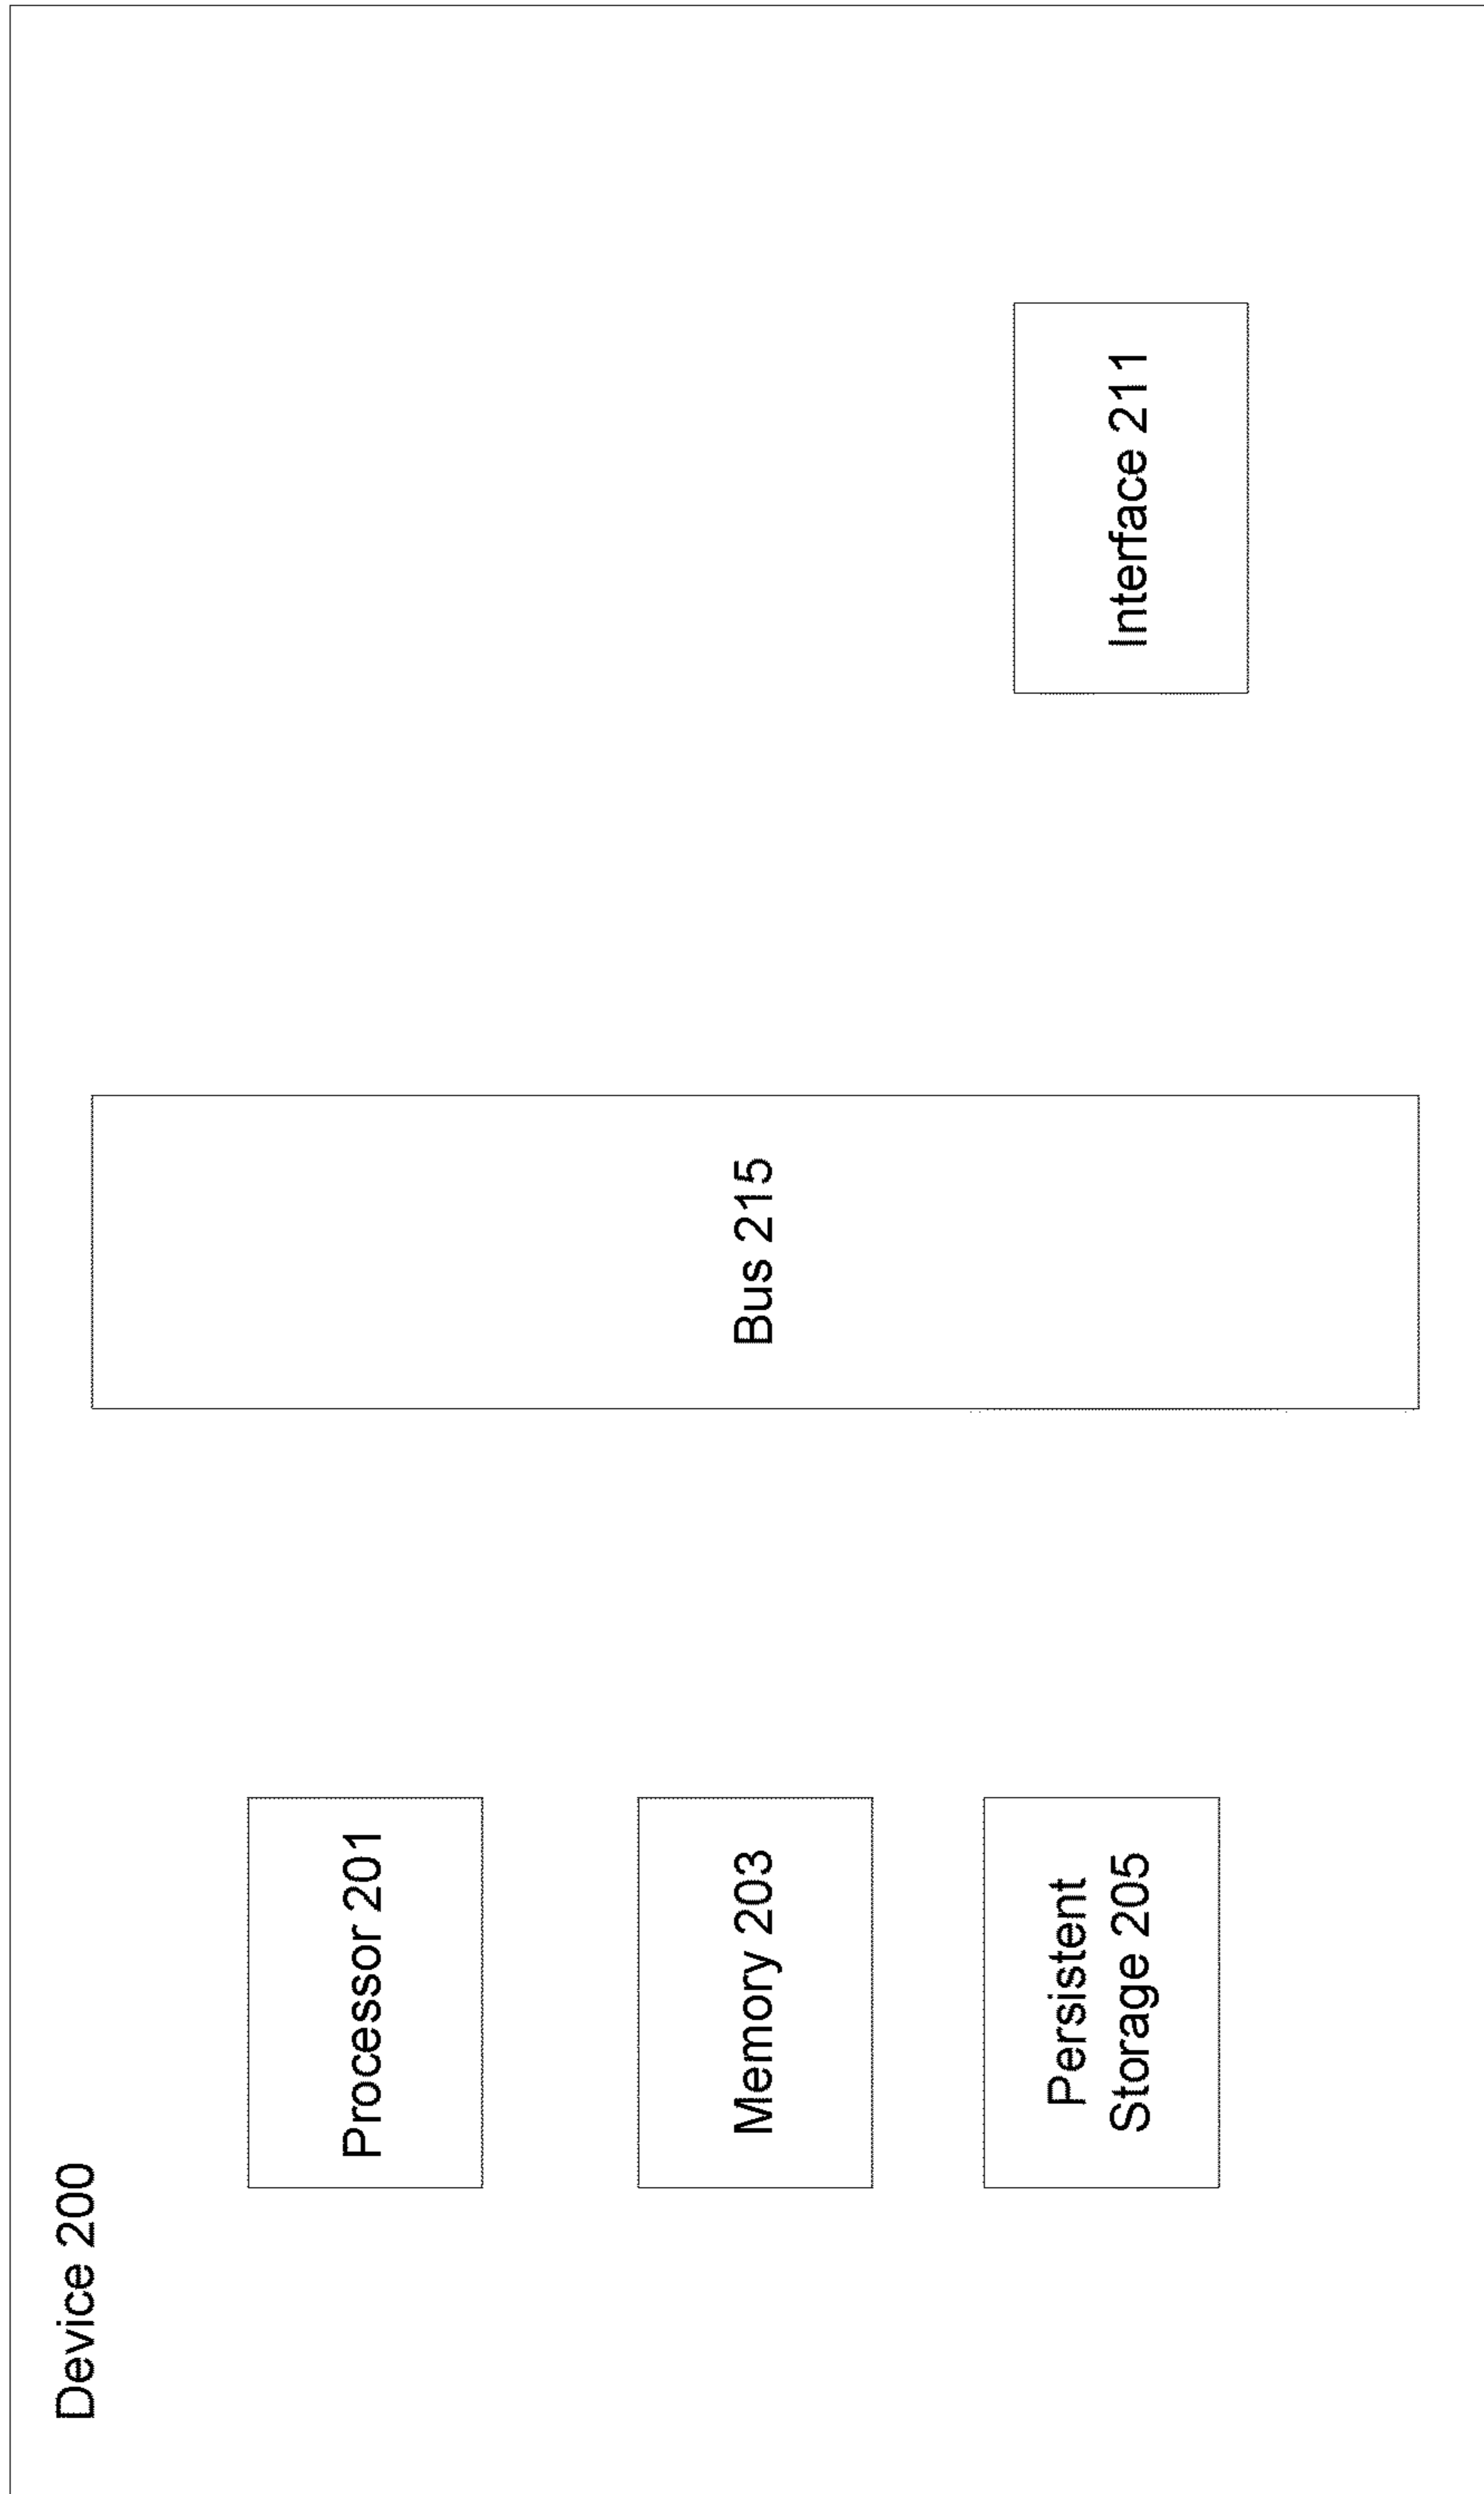 Device 200
Processor 201
Memory 203
Persistent
Storage 205
Bus 215
Interface 211